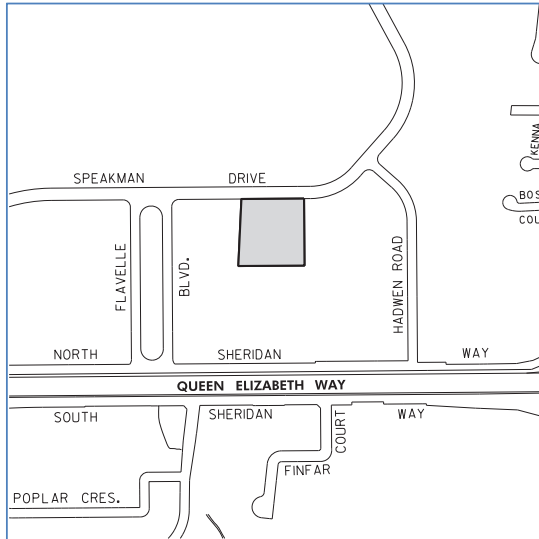 SPEAKMAN DRIVE
KENNA
BOS
COU
FLAVELLE
BLVD.
HADWEN ROAD
NORTH SHERIDAN WAY
QUEEN ELIZABETH WAY
SOUTH SHERIDAN WAY
COURT
FINFAR
POPLAR CRES.